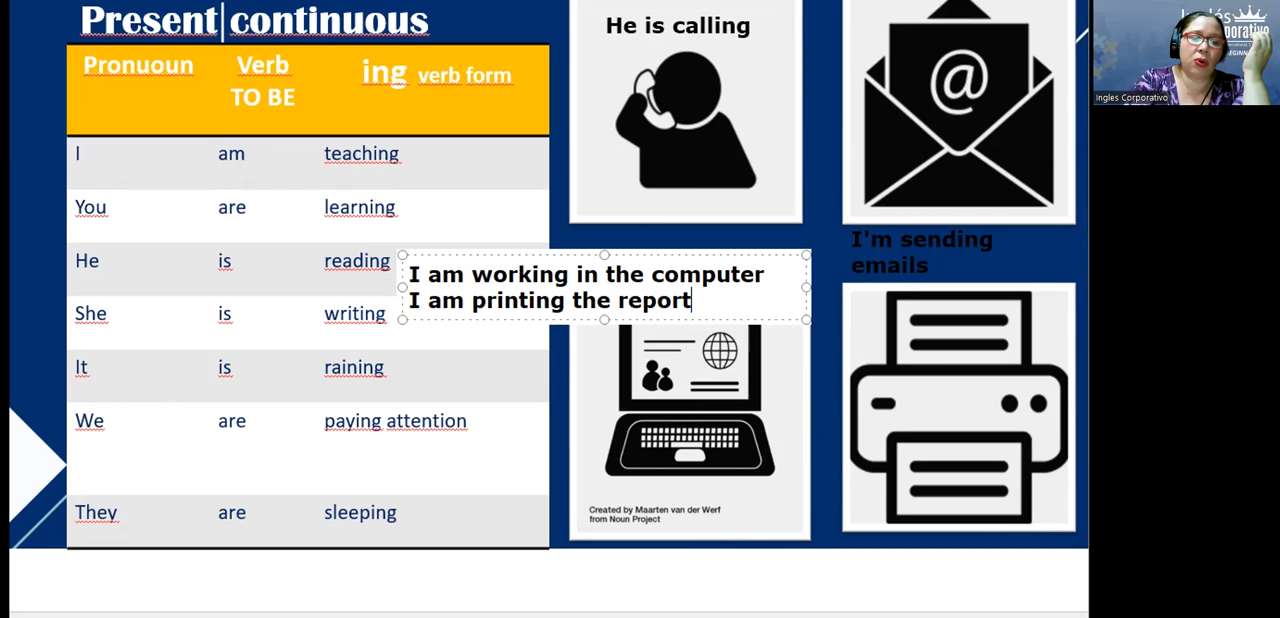 Present continuous
Pronuoun Verb TO BE ing verb form
I am teaching
You are learning
He is reading
She is writing
It is raining
We are paying attention
They are sleeping
He is calling
@
I'm sending
emails
I am working in the computer
I am printing the report
Created by Maarten van der Werf
from Noun Project
Ingles Corporativo